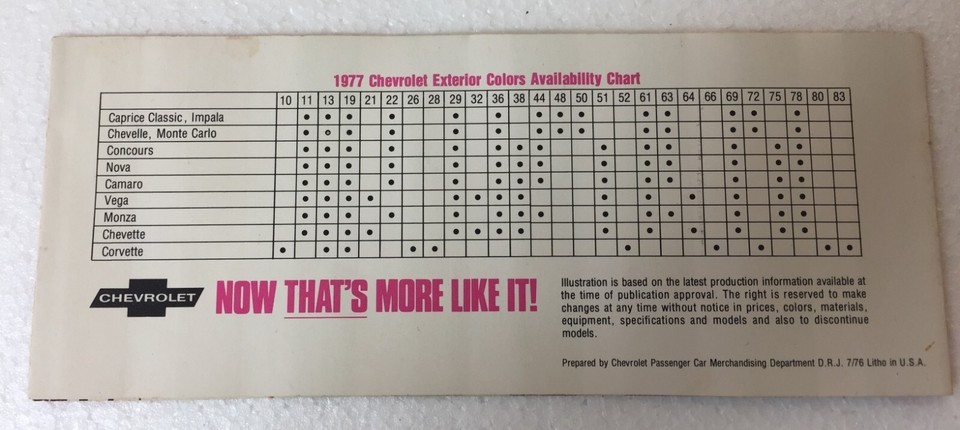 1977 Chevrolet Exterior Colors Availability Chart
10 11 13 19 21 22 26 28 29 32 36 38 44 48 50 51 52 61 63 64 66 69 72 75 78 80 83
Caprice Classic, Impala
Chevelle, Monte Carlo
Concours
Nova
Camaro
Vega
Monza
Chevette
Corvette
CHEVROLET
NOW THAT'S MORE LIKE IT!
Illustration is based on the latest production information available at
the time of publication approval. The right is reserved to make
changes at any time without notice in prices, colors, materials,
equipment, specifications and models and also to discontinue
models.
Prepared by Chevrolet Passenger Car Merchandising Department D.R.J. 7/76 Litho in U.S.A.